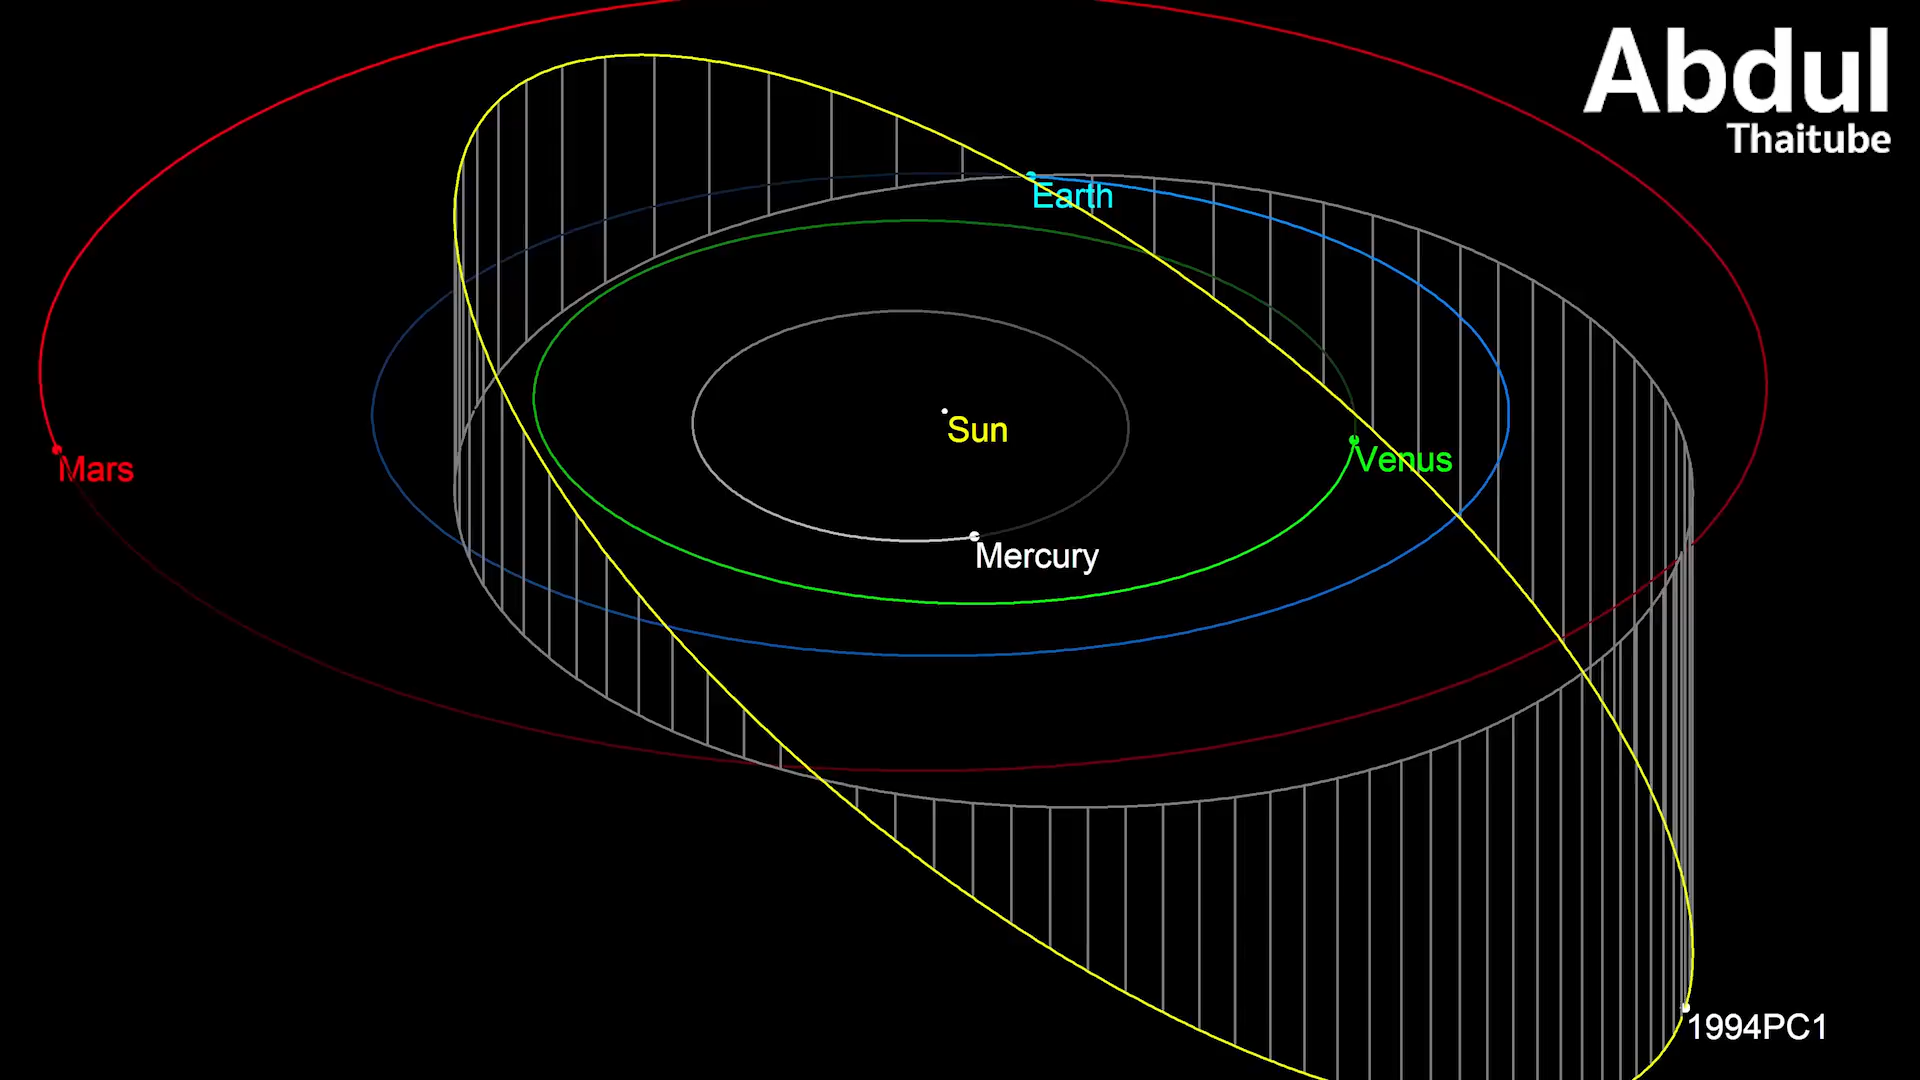 Abdul
Thaitube
Earth
Sun
Venus
Mars
Mercury
1994PC1